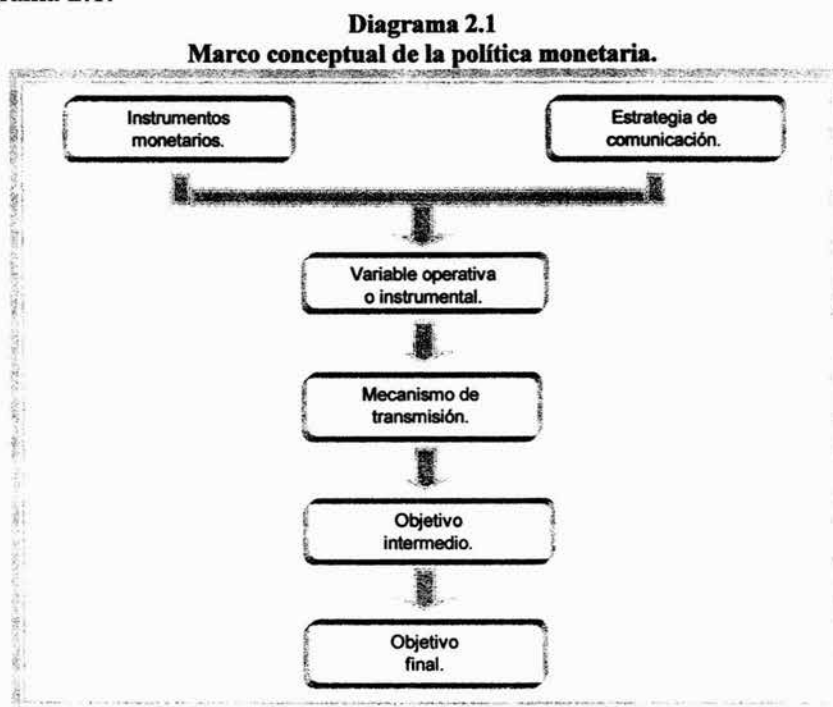 Diagrama 2.1
Marco conceptual de la política monetaria.
Instrumentos
monetarios.
Estrategia de
comunicación.
Variable operativa
o instrumental.
Mecanismo de
transmisión.
Objetivo
intermedio.
Objetivo
final.